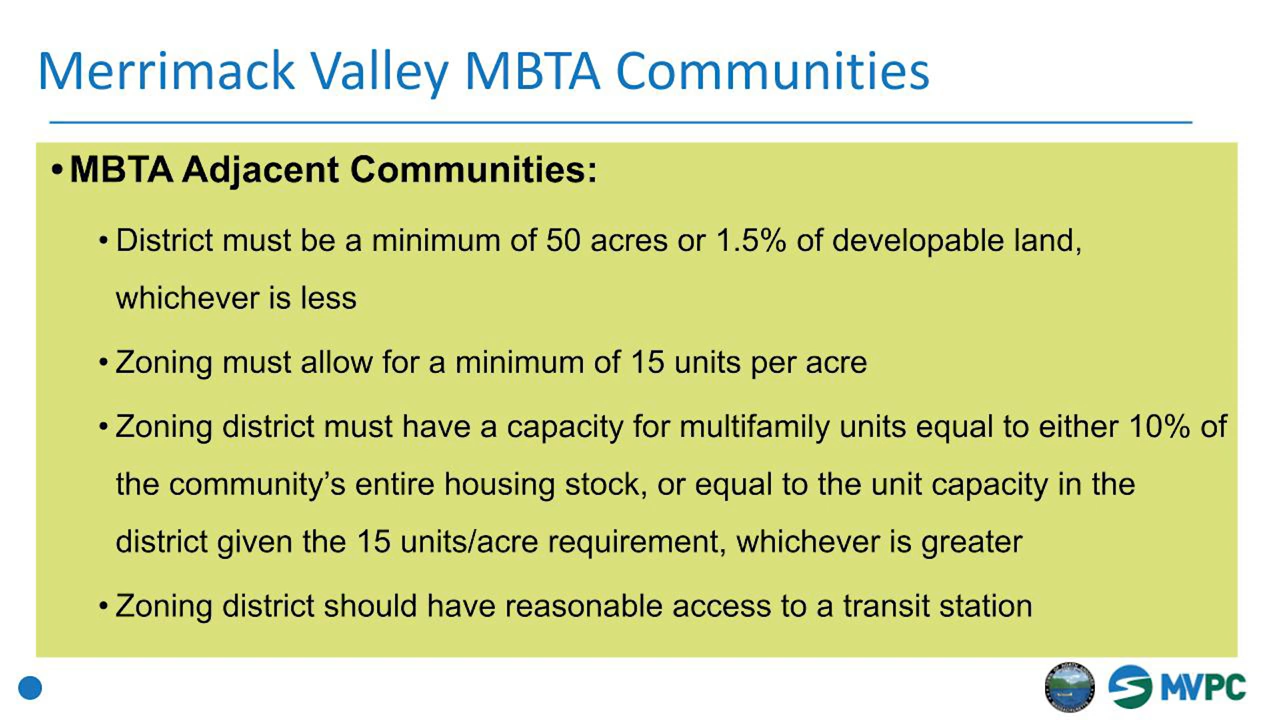 Merrimack Valley MBTA Communities
• MBTA Adjacent Communities:
• District must be a minimum of 50 acres or 1.5% of developable land,
whichever is less
• Zoning must allow for a minimum of 15 units per acre
• Zoning district must have a capacity for multifamily units equal to either 10% of
the community’s entire housing stock, or equal to the unit capacity in the
district given the 15 units/acre requirement, whichever is greater
• Zoning district should have reasonable access to a transit station
MVPC